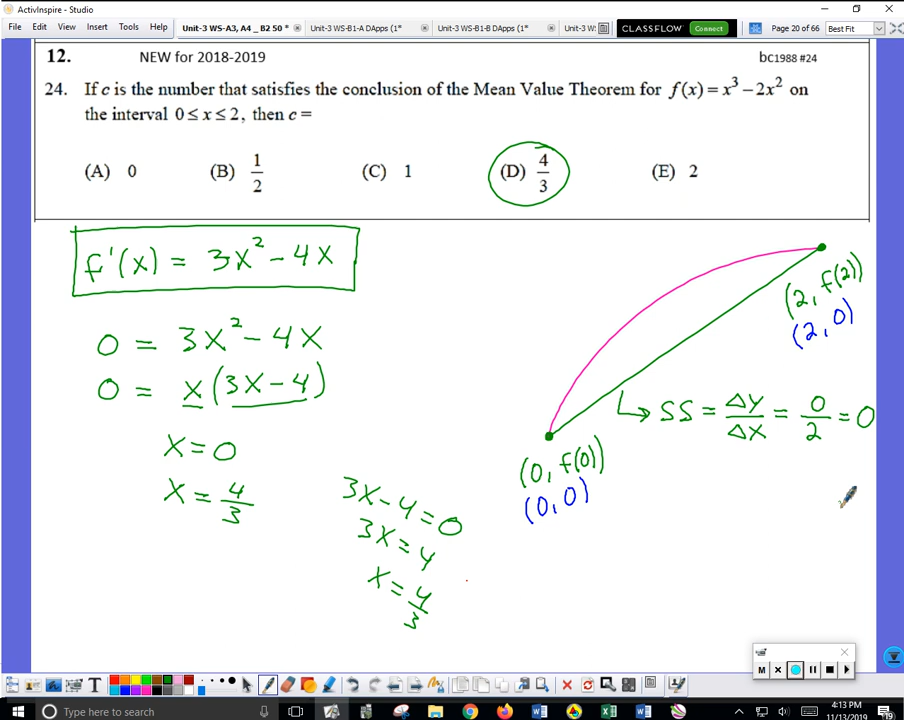 ActivInspire - Studio
File Edit View Insert Tools Help
Unit-3 WS-A3, A4 _ B2 50 *
Unit-3 WS-B1-A DApps (1*
Unit-3 WS-B1-B DApps (1*
Unit-3 W:
CLASSFLOW Connect
Page 20 of 66
Best Fit
12. NEW for 2018-2019 bc1988 #24
24. If c is the number that satisfies the conclusion of the Mean Value Theorem for f(x) = x³ − 2x² on
the interval 0 ≤ x ≤ 2, then c =
(A) 0 (B) 1/2 (C) 1 (D) 4/3 (E) 2
f'(x) = 3x² − 4x
0 = 3x² − 4x
0 = x(3x − 4)
x = 0
x = 4/3
3x − 4 = 0
3x = 4
x = 4/3
(2, f(2))
(2, 0)
SS = Δy/Δx = 0/2 = 0
(0, f(0))
(0, 0)
M
Type here to search
4:13 PM
11/13/2019
19